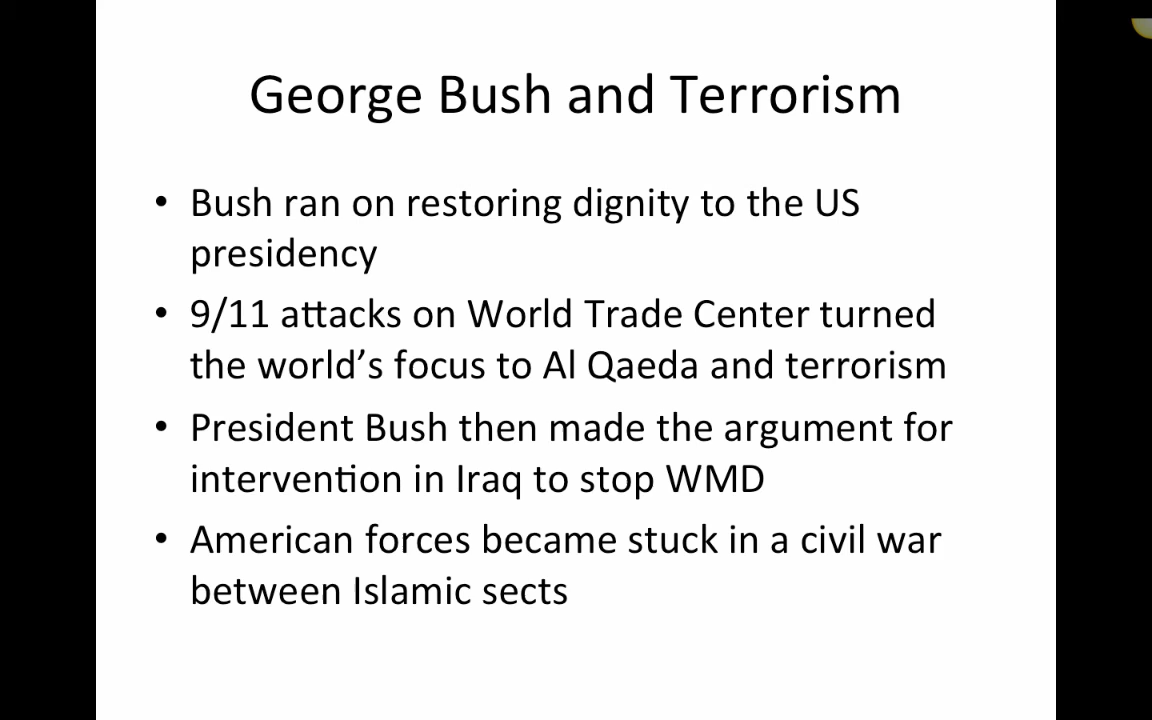 George Bush and Terrorism
• Bush ran on restoring dignity to the US
presidency
• 9/11 attacks on World Trade Center turned
the world’s focus to Al Qaeda and terrorism
• President Bush then made the argument for
intervention in Iraq to stop WMD
• American forces became stuck in a civil war
between Islamic sects